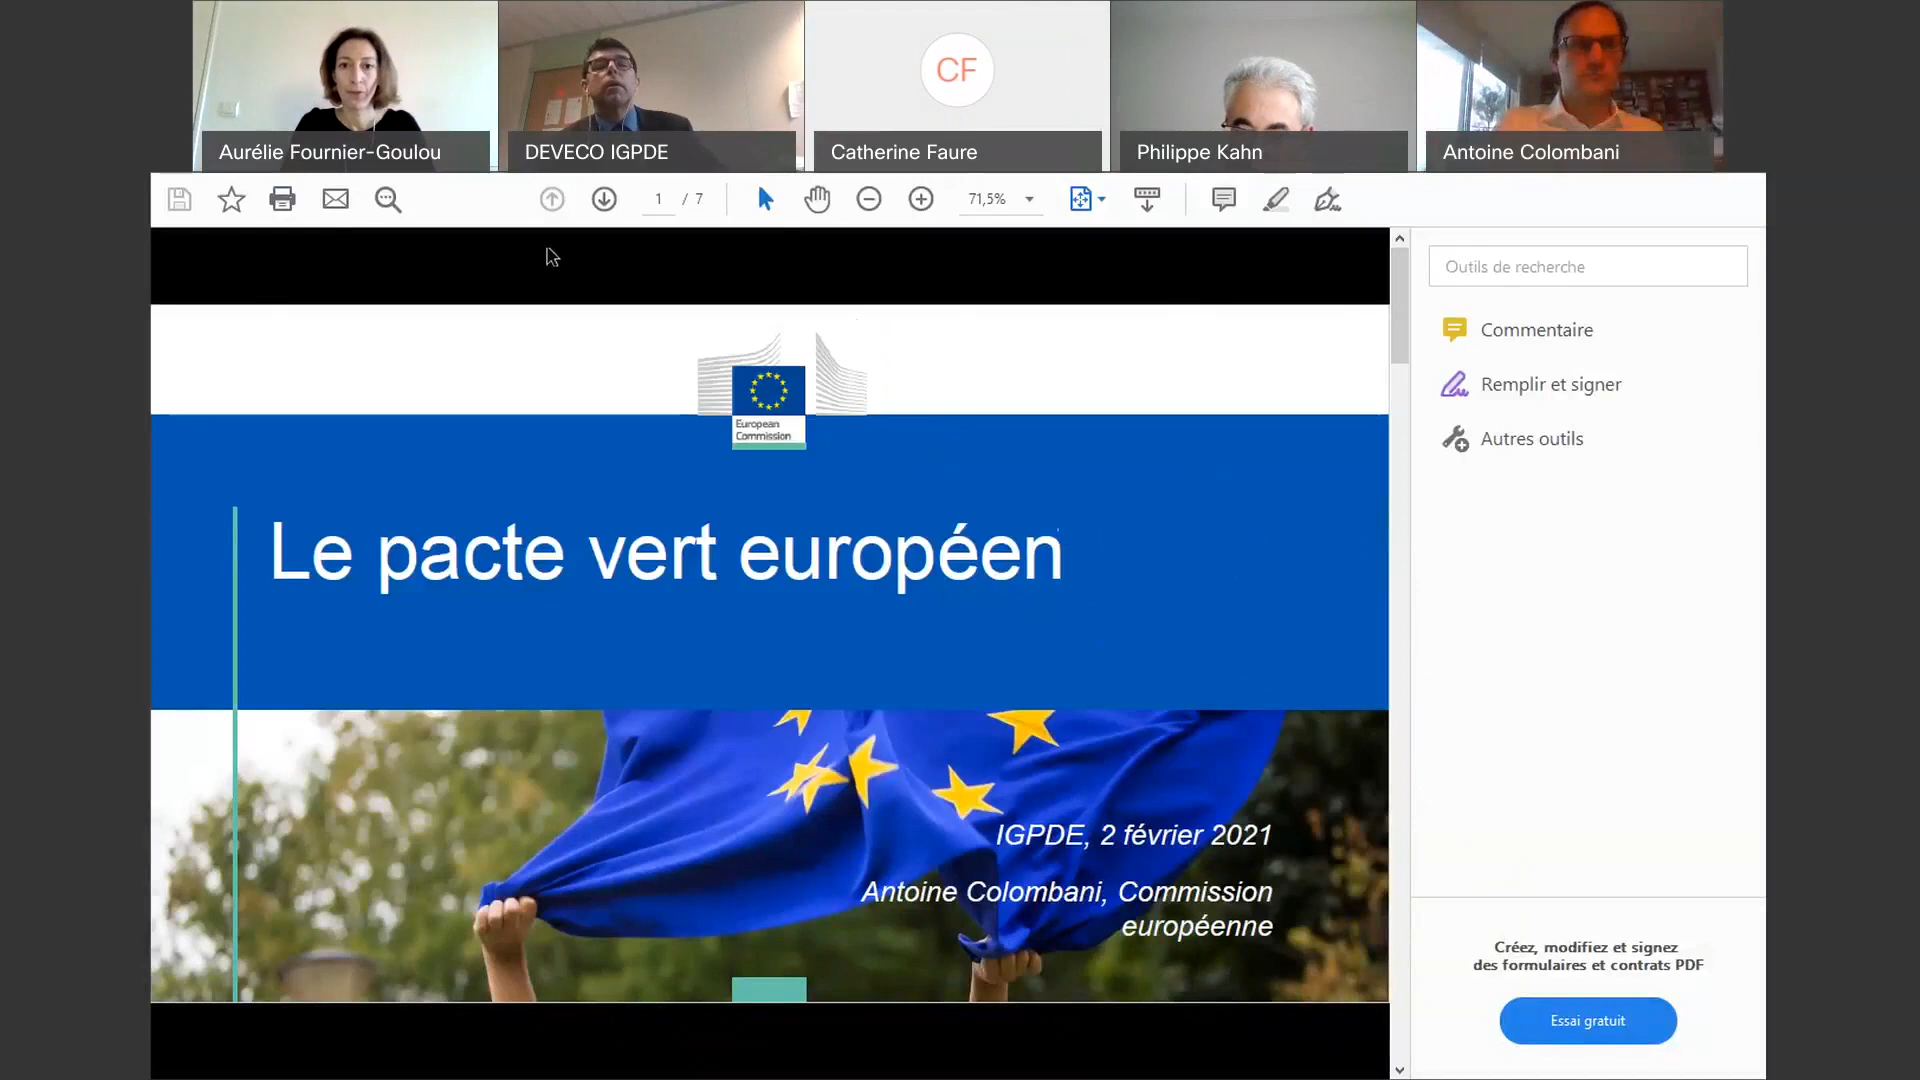 Aurélie Fournier-Goulou
DEVECO IGPDE
CF
Catherine Faure
Philippe Kahn
Antoine Colombani
1 / 7
71,5%
Outils de recherche
Commentaire
Remplir et signer
Autres outils
European
Commission
Le pacte vert européen
IGPDE, 2 février 2021
Antoine Colombani, Commission
européenne
Créez, modifiez et signez
des formulaires et contrats PDF
Essai gratuit